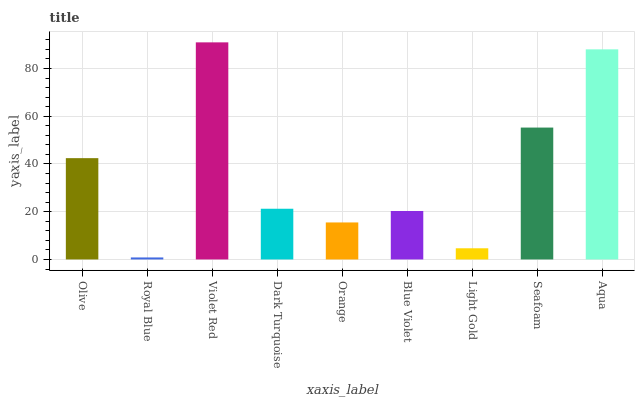 title
80
60
40
20
0
yaxis_label
Olive
Royal Blue
Violet Red
Dark Turquoise
Orange
Blue Violet
Light Gold
Seafoam
Aqua
xaxis_label